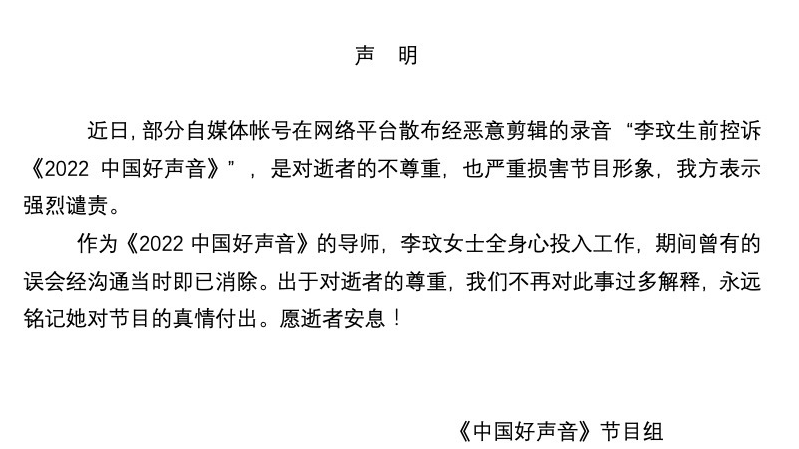 声 明
近日，部分自媒体帐号在网络平台散布经恶意剪辑的录音 “李玟生前控诉
《2022 中国好声音》” ，是对逝者的不尊重，也严重损害节目形象，我方表示
强烈谴责。
作为《2022 中国好声音》的导师，李玟女士全身心投入工作，期间曾有的
误会经沟通当时即已消除。出于对逝者的尊重，我们不再对此事过多解释，永远
铭记她对节目的真情付出。愿逝者安息！
《中国好声音》节目组